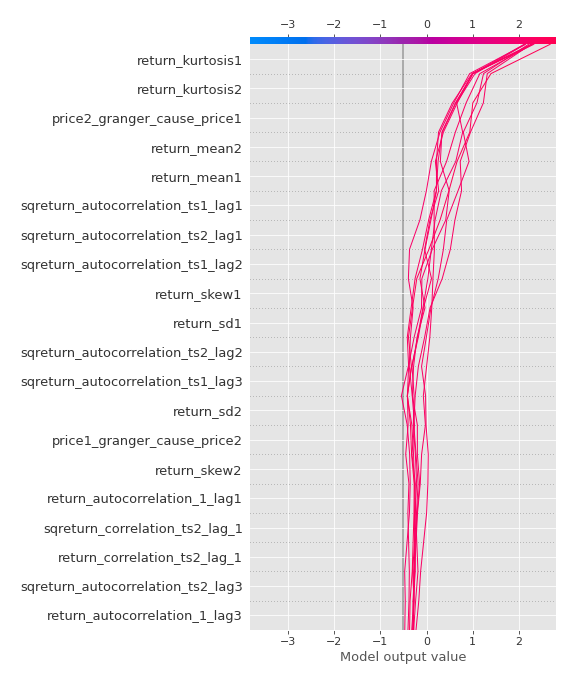 −3 −2 −1 0 1 2
return_kurtosis1
return_kurtosis2
price2_granger_cause_price1
return_mean2
return_mean1
sqreturn_autocorrelation_ts1_lag1
sqreturn_autocorrelation_ts2_lag1
sqreturn_autocorrelation_ts1_lag2
return_skew1
return_sd1
sqreturn_autocorrelation_ts2_lag2
sqreturn_autocorrelation_ts1_lag3
return_sd2
price1_granger_cause_price2
return_skew2
return_autocorrelation_1_lag1
sqreturn_correlation_ts2_lag_1
return_correlation_ts2_lag_1
sqreturn_autocorrelation_ts2_lag3
return_autocorrelation_1_lag3
−3 −2 −1 0 1 2
Model output value